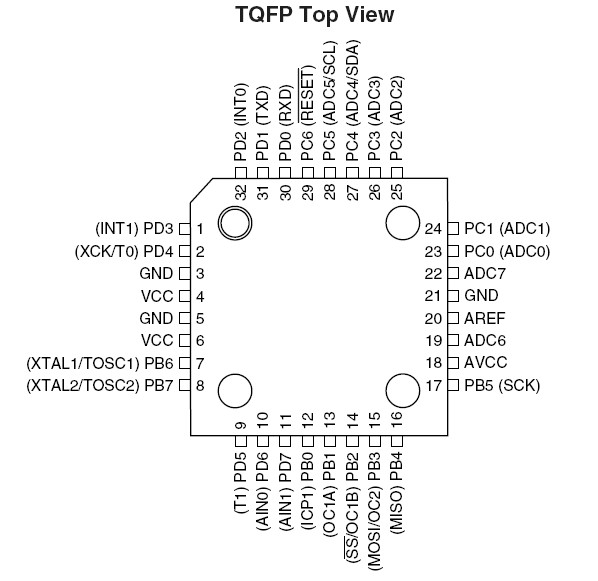 TQFP Top View
32 PD2 (INT0)
31 PD1 (TXD)
30 PD0 (RXD)
29 PC6 (RESET)
28 PC5 (ADC5/SCL)
27 PC4 (ADC4/SDA)
26 PC3 (ADC3)
25 PC2 (ADC2)
(INT1) PD3 1
(XCK/T0) PD4 2
GND 3
VCC 4
GND 5
VCC 6
(XTAL1/TOSC1) PB6 7
(XTAL2/TOSC2) PB7 8
24 PC1 (ADC1)
23 PC0 (ADC0)
22 ADC7
21 GND
20 AREF
19 ADC6
18 AVCC
17 PB5 (SCK)
(T1) PD5 9
(AIN0) PD6 10
(AIN1) PD7 11
(ICP1) PB0 12
(OC1A) PB1 13
(SS/OC1B) PB2 14
(MOSI/OC2) PB3 15
(MISO) PB4 16